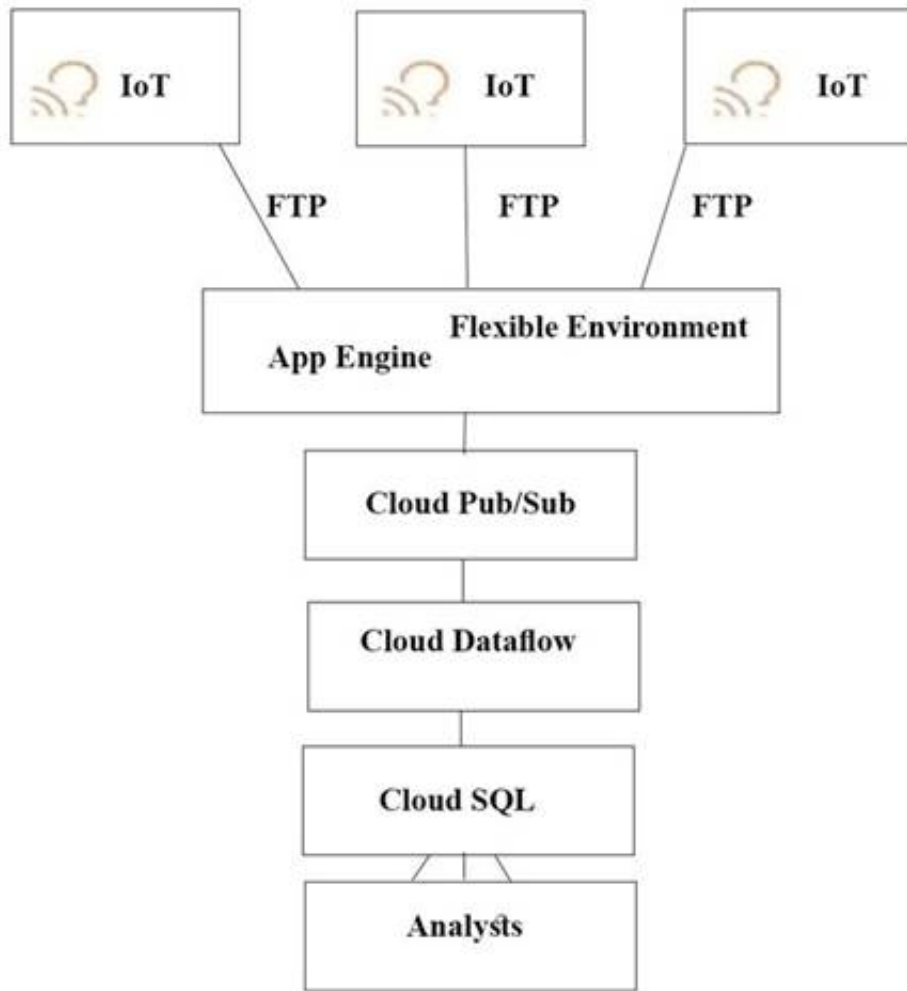 IoT
IoT
IoT
FTP
FTP
FTP
Flexible Environment
App Engine
Cloud Pub/Sub
Cloud Dataflow
Cloud SQL
Analysts